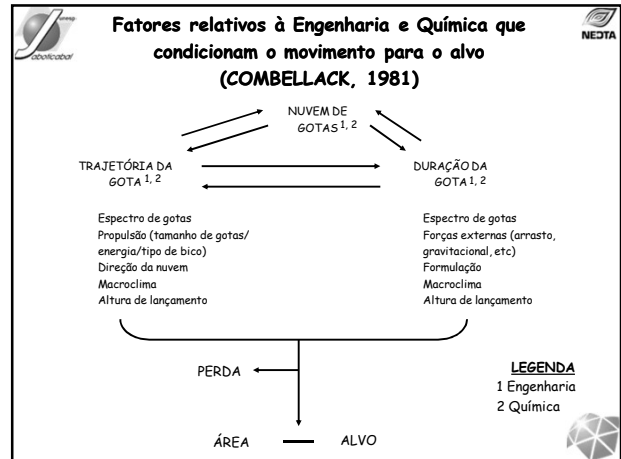 Fatores relativos à Engenharia e Química que
condicionam o movimento para o alvo
(COMBELLACK, 1981)
unesp
Jaboticabal
NEDTA
NUVEM DE
GOTAS 1, 2
TRAJETÓRIA DA
GOTA 1, 2
DURAÇÃO DA
GOTA 1, 2
Espectro de gotas
Propulsão (tamanho de gotas/
energia/tipo de bico)
Direção da nuvem
Macroclima
Altura de lançamento
Espectro de gotas
Forças externas (arrasto,
gravitacional, etc)
Formulação
Macroclima
Altura de lançamento
PERDA
LEGENDA
1 Engenharia
2 Química
ÁREA
ALVO